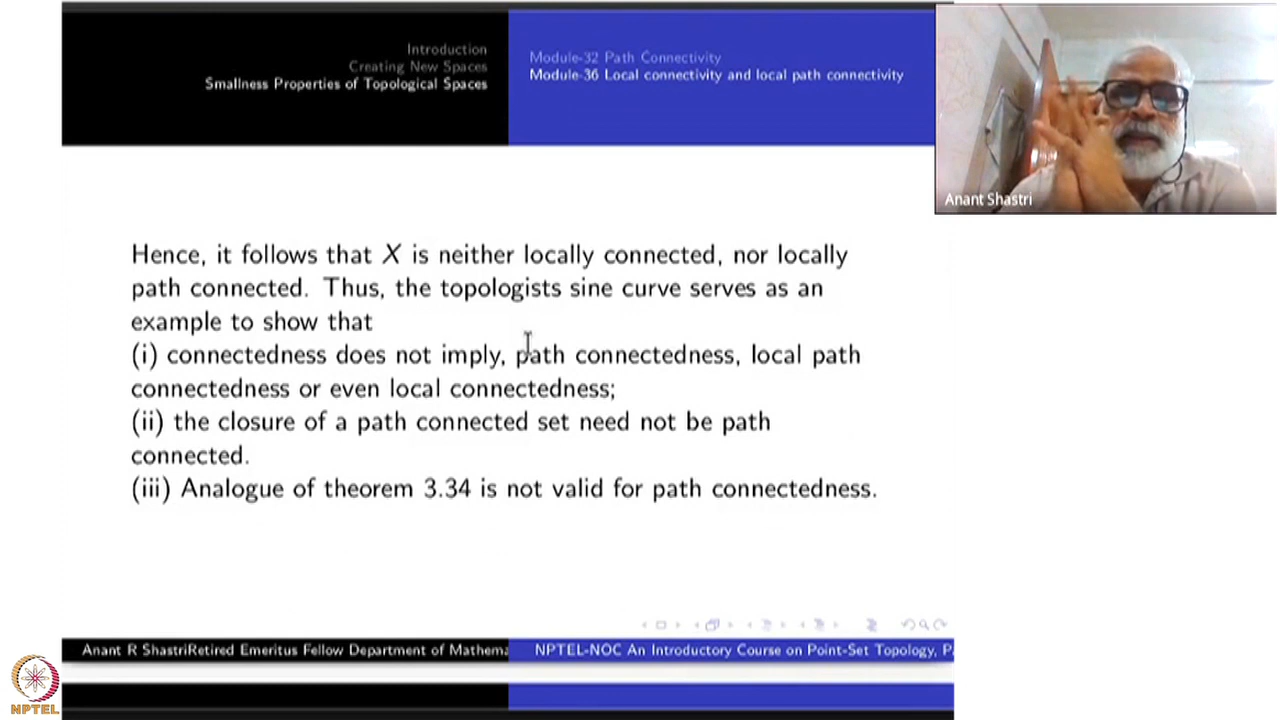 Introduction
Creating New Spaces
Smallness Properties of Topological Spaces
Module-32 Path Connectivity
Module-36 Local connectivity and local path connectivity
Anant Shastri
Hence, it follows that X is neither locally connected, nor locally
path connected. Thus, the topologists sine curve serves as an
example to show that
(i) connectedness does not imply, path connectedness, local path
connectedness or even local connectedness;
(ii) the closure of a path connected set need not be path
connected.
(iii) Analogue of theorem 3.34 is not valid for path connectedness.
Anant R ShastriRetired Emeritus Fellow Department of Mathema
NPTEL-NOC An Introductory Course on Point-Set Topology, P
NPTEL